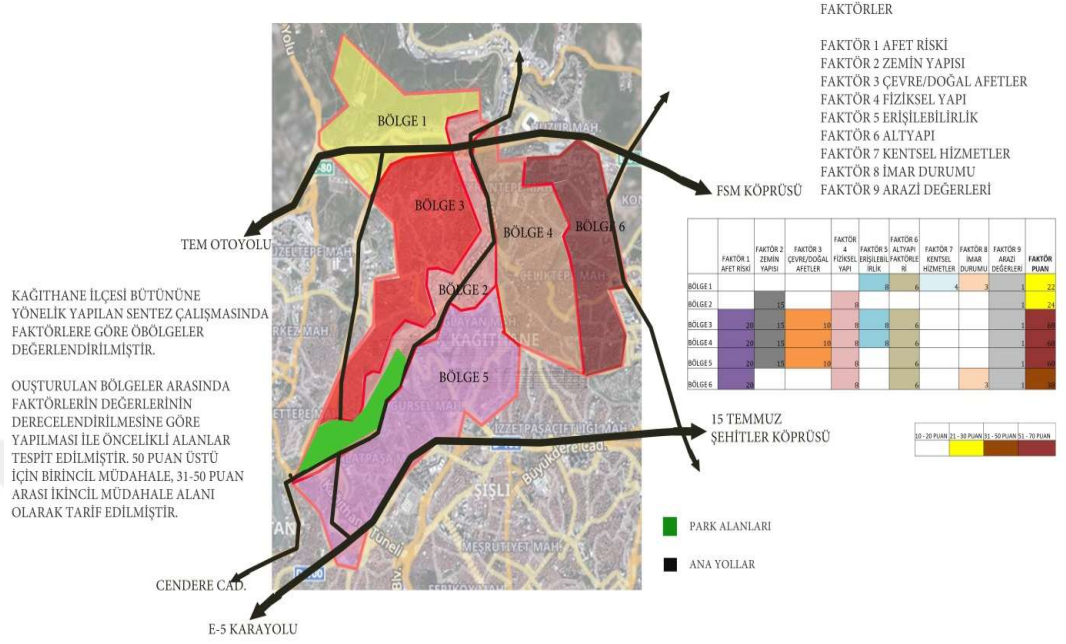 FAKTÖRLER
FAKTÖR 1 AFET RİSKİ
FAKTÖR 2 ZEMİN YAPISI
FAKTÖR 3 ÇEVRE/DOĞAL AFETLER
FAKTÖR 4 FİZİKSEL YAPI
FAKTÖR 5 ERİŞİLEBİLİRLİK
FAKTÖR 6 ALTYAPI
FAKTÖR 7 KENTSEL HİZMETLER
FAKTÖR 8 İMAR DURUMU
FAKTÖR 9 ARAZİ DEĞERLERİ
BÖLGE 1
BÖLGE 3
BÖLGE 4
BÖLGE 6
BÖLGE 2
BÖLGE 5
HUZUR MAH.
KAĞITHANE
GÜRSEL MAH.
İZZETPAŞAÇİFTLİĞİ MAH.
Büyükdere Cad.
ŞİŞLİ
MEŞRUTİYET MAH.
FERİKÖY MAH.
FSM KÖPRÜSÜ
TEM OTOYOLU
KAĞITHANE İLÇESİ BÜTÜNÜNE
YÖNELİK YAPILAN SENTEZ ÇALIŞMASINDA
FAKTÖRLERE GÖRE ÖBÖLGELER
DEĞERLENDİRİLMİŞTİR.
OUŞTURULAN BÖLGELER ARASINDA
FAKTÖRLERİN DEĞERLERİNİN
DERECELENDİRİLMESİNE GÖRE
YAPILMASI İLE ÖNCELİKLİ ALANLAR
TESPİT EDİLMİŞTİR. 50 PUAN ÜSTÜ
İÇİN BİRİNCİL MÜDAHALE, 31-50 PUAN
ARASI İKİNCİL MÜDAHALE ALANI
OLARAK TARİF EDİLMİŞTİR.
CENDERE CAD.
E-5 KARAYOLU
FAKTÖR 1 AFET RİSKİ FAKTÖR 2 ZEMİN YAPISI FAKTÖR 3 ÇEVRE/DOĞAL AFETLER FAKTÖR 4 FİZİKSEL YAPI FAKTÖR 5 ERİŞİLEBİLİRLİK FAKTÖR 6 ALTYAPI FAKTÖRLERİ FAKTÖR 7 KENTSEL HİZMETLER FAKTÖR 8 İMAR DURUMU FAKTÖR 9 ARAZİ DEĞERLERİ FAKTÖR PUAN
BÖLGE 1 8 6 4 3 1 22
BÖLGE 2 15 8 1 24
BÖLGE 3 20 15 10 8 8 6 1
BÖLGE 4 20 15 10 8 8 6 1
BÖLGE 5 20 15 10 8 6 1
BÖLGE 6 20 8 6 3 1
15 TEMMUZ
ŞEHİTLER KÖPRÜSÜ
10 - 20 PUAN 21 - 30 PUAN 31 - 50 PUAN 51 - 70 PUAN
PARK ALANLARI
ANA YOLLAR